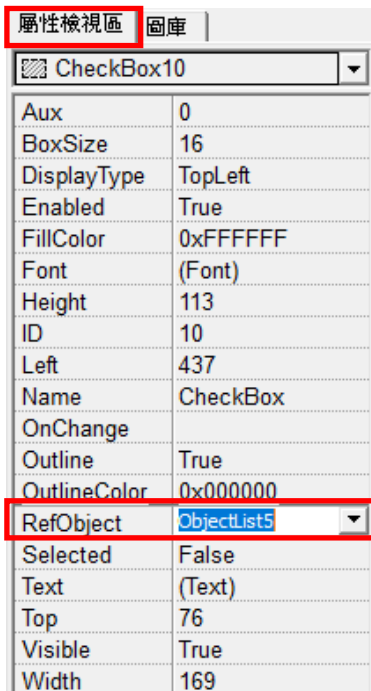 屬性檢視區 圖庫
CheckBox10
Aux 0
BoxSize 16
DisplayType TopLeft
Enabled True
FillColor 0xFFFFFF
Font (Font)
Height 113
ID 10
Left 437
Name CheckBox
OnChange
Outline True
OutlineColor 0x000000
RefObject ObjectList5
Selected False
Text (Text)
Top 76
Visible True
Width 169